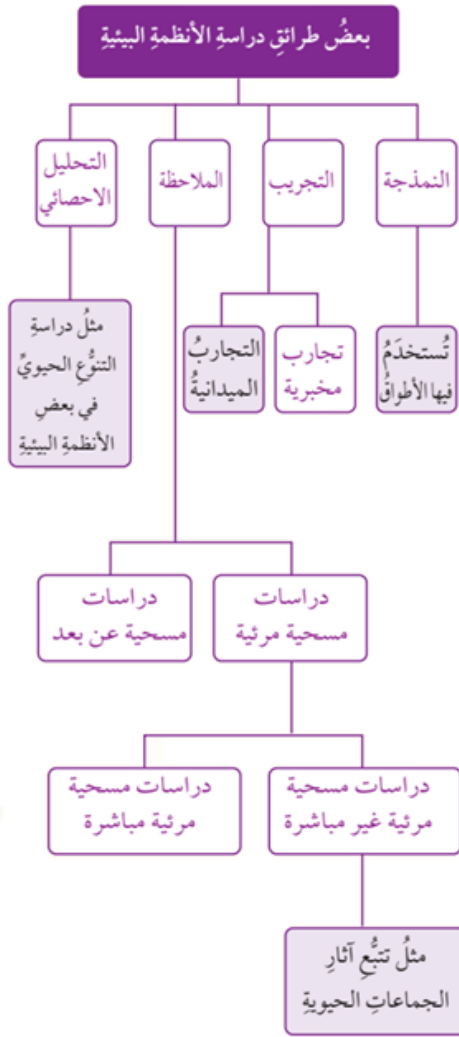 بعضُ طرائقِ دراسةِ الأنظمةِ البيئيةِ
النمذجة
التجريب
الملاحظة
التحليل
الاحصائي
تُستخدَمُ
فيها الأطواقُ
تجارب
مخبرية
التجاربُ
الميدانيةُ
مثلُ دراسةِ
التنوُّعِ الحيويِّ
في بعضِ
الأنظمةِ البيئيةِ
دراسات
مسحية مرئية
دراسات
مسحية عن بعد
دراسات مسحية
مرئية غير مباشرة
دراسات مسحية
مرئية مباشرة
مثلُ تتبُّعِ آثارِ
الجماعاتِ الحيويةِ